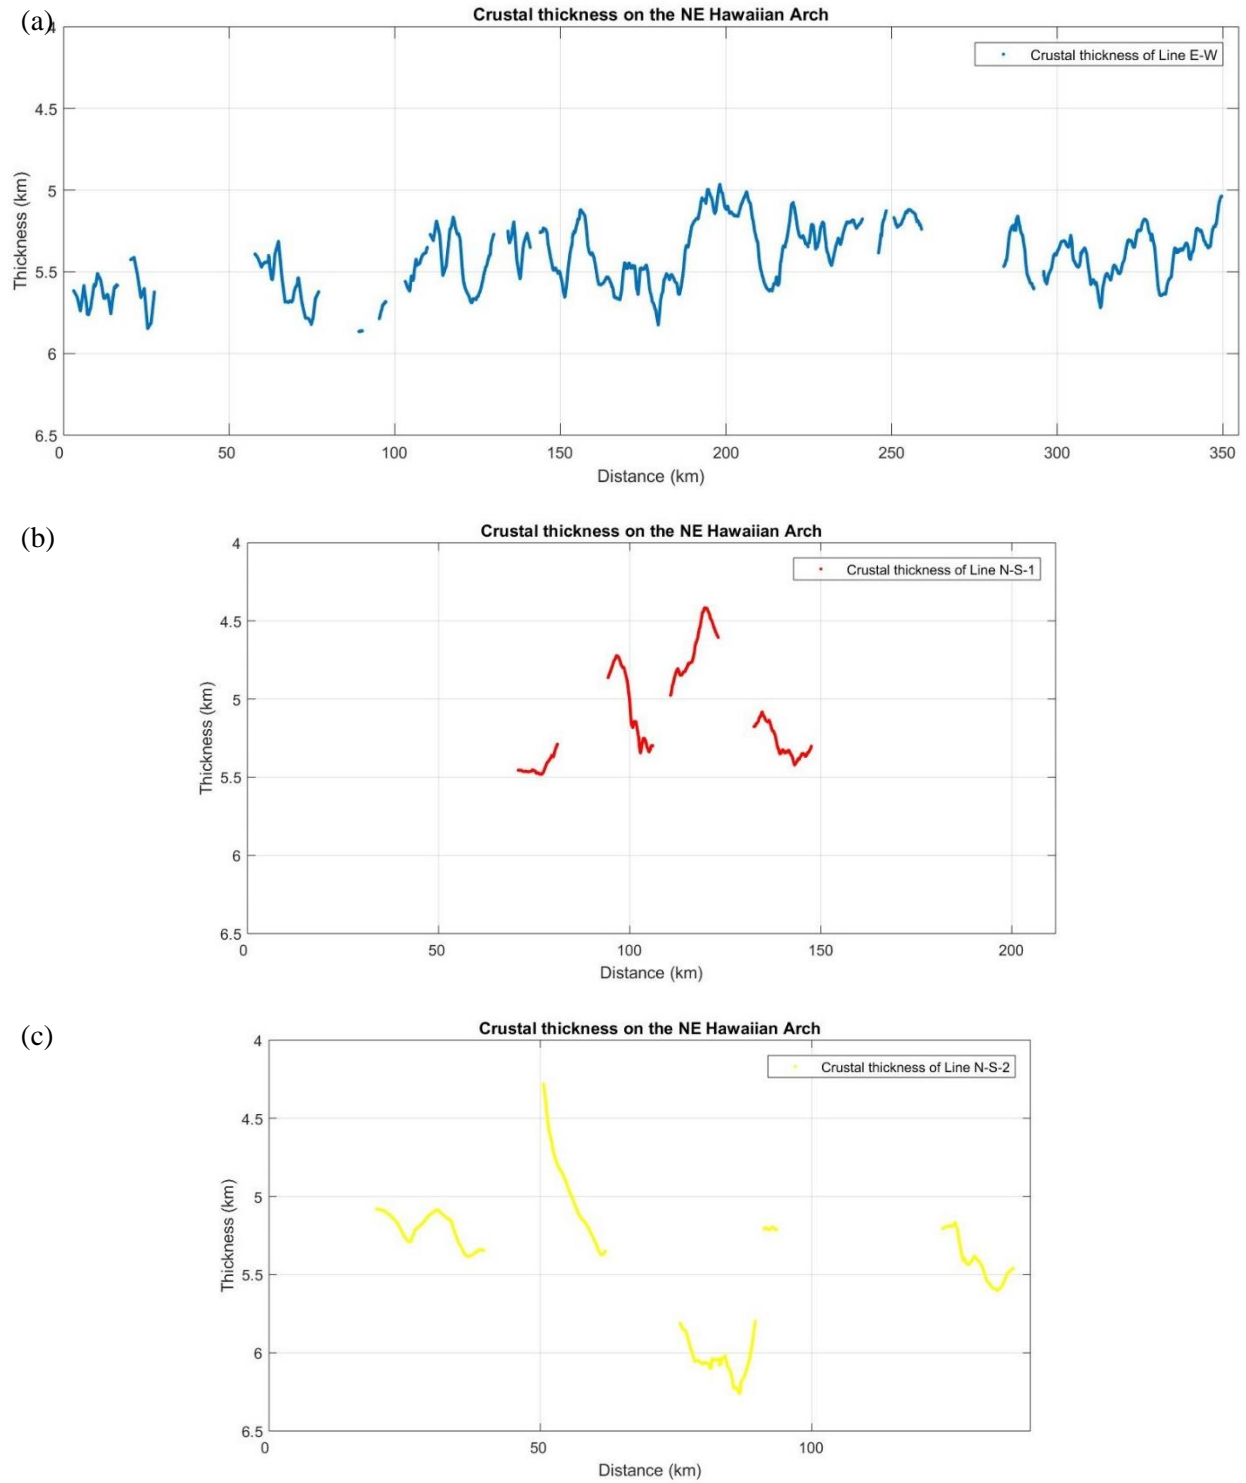 (a)
Crustal thickness on the NE Hawaiian Arch
Crustal thickness of Line E-W
4
4.5
5
5.5
6
6.5
Thickness (km)
0 50 100 150 200 250 300 350
Distance (km)
(b)
Crustal thickness on the NE Hawaiian Arch
Crustal thickness of Line N-S-1
4
4.5
5
5.5
6
6.5
Thickness (km)
0 50 100 150 200
Distance (km)
(c)
Crustal thickness on the NE Hawaiian Arch
Crustal thickness of Line N-S-2
4
4.5
5
5.5
6
6.5
Thickness (km)
0 50 100
Distance (km)